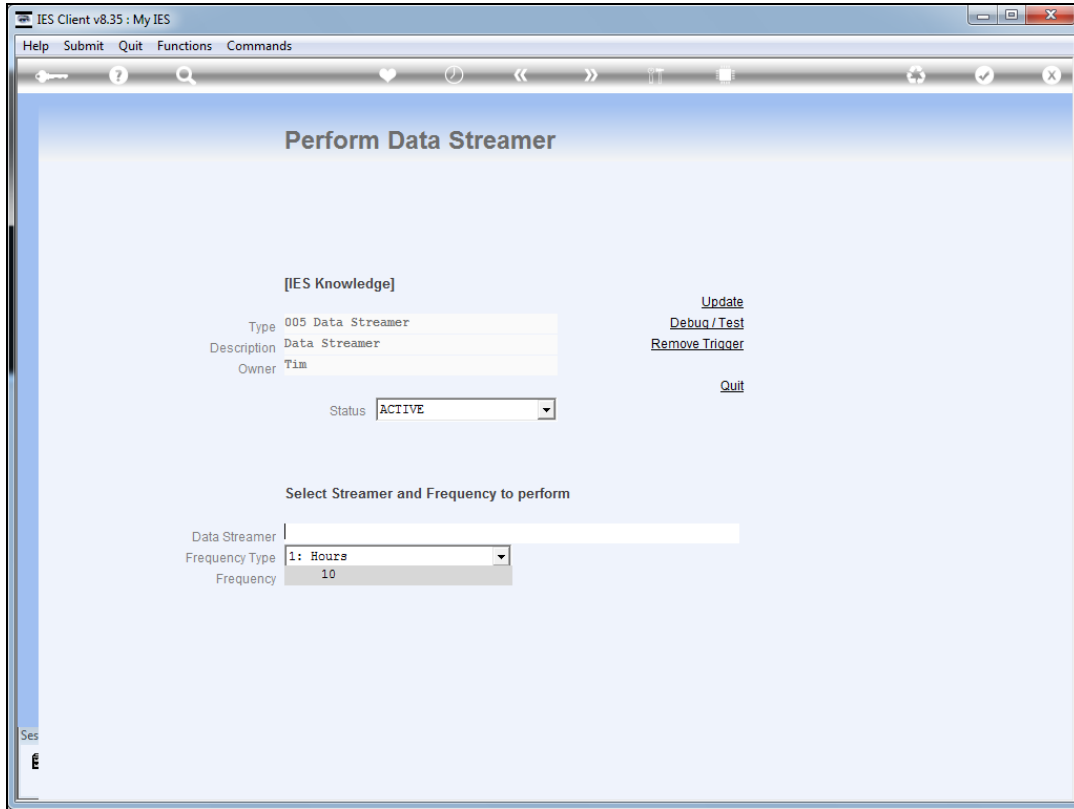 IES Client v8.35 : My IES
Help Submit Quit Functions Commands
Perform Data Streamer
[IES Knowledge]
Update
Type 005 Data Streamer
Debug / Test
Description Data Streamer
Remove Trigger
Owner Tim
Quit
Status ACTIVE
Select Streamer and Frequency to perform
Data Streamer
Frequency Type 1: Hours
Frequency 10
Ses